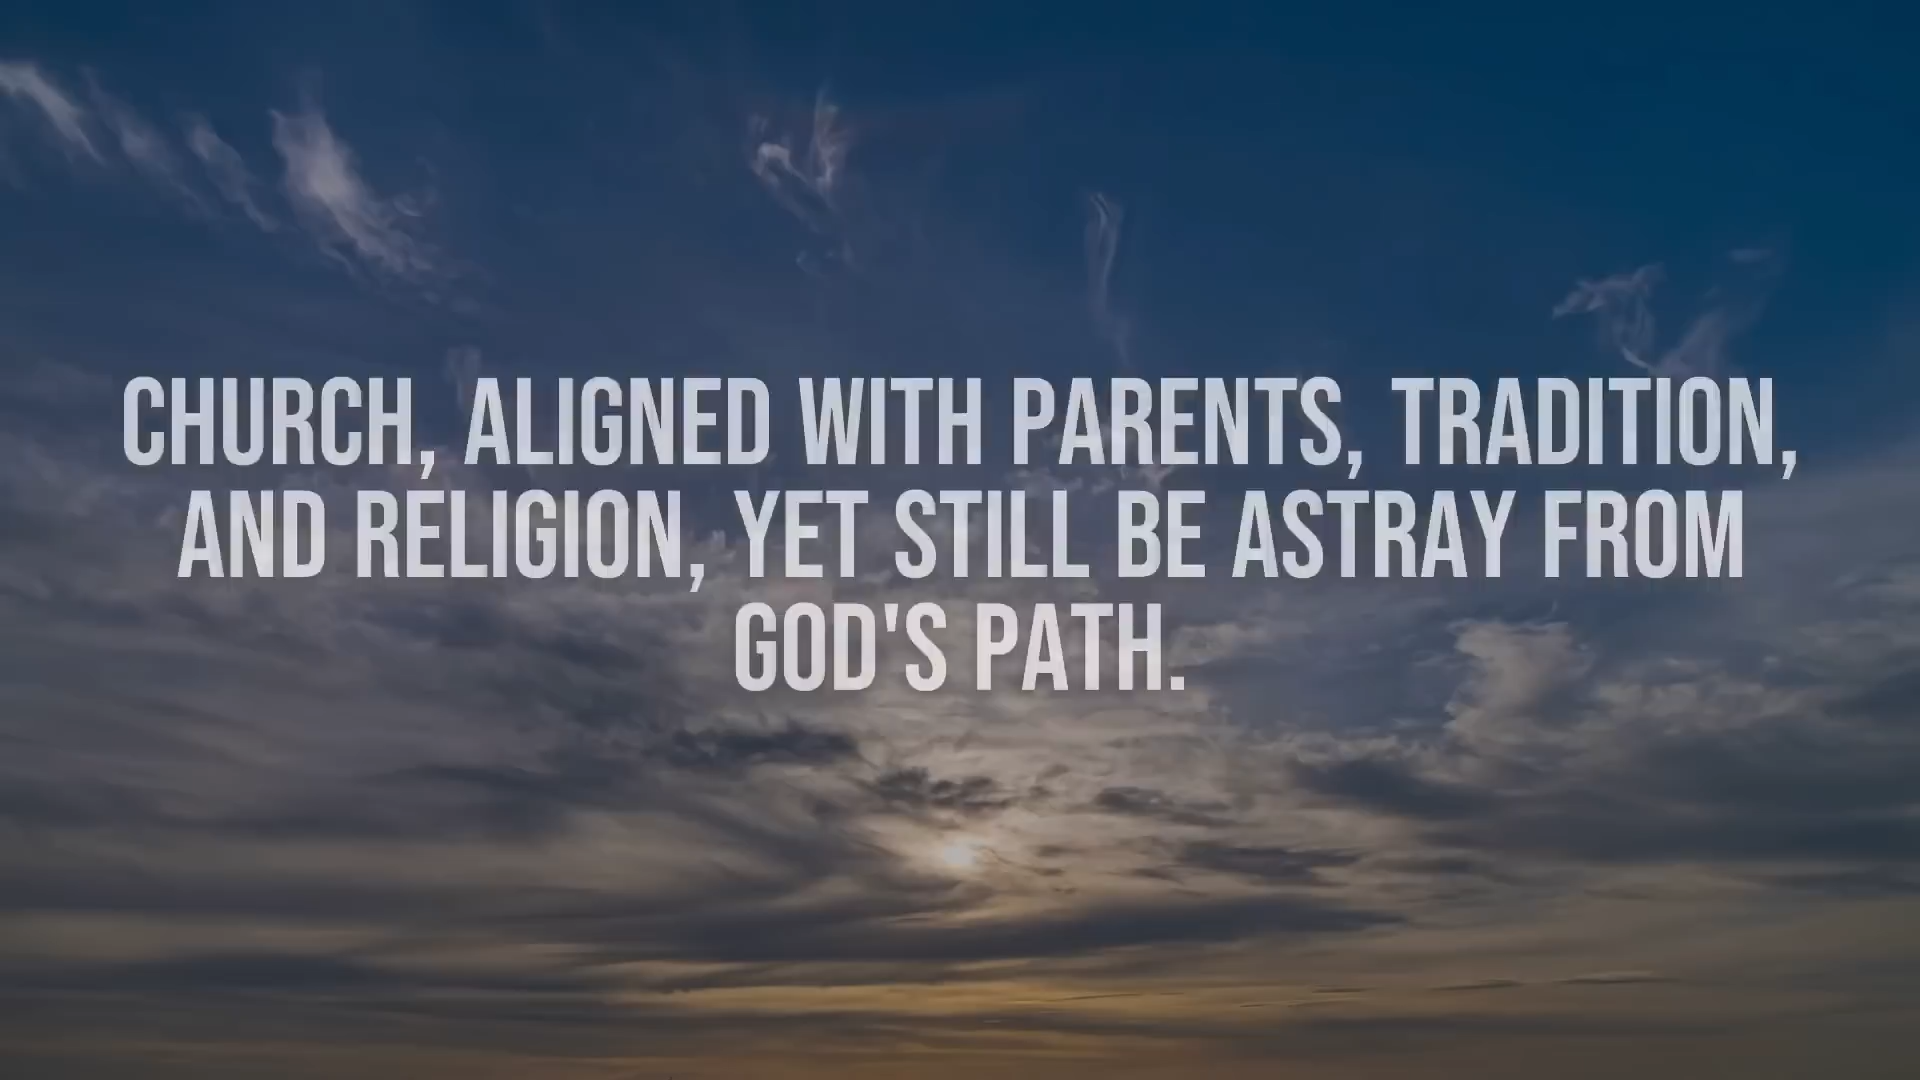 CHURCH, ALIGNED WITH PARENTS, TRADITION,
AND RELIGION, YET STILL BE ASTRAY FROM
GOD'S PATH.